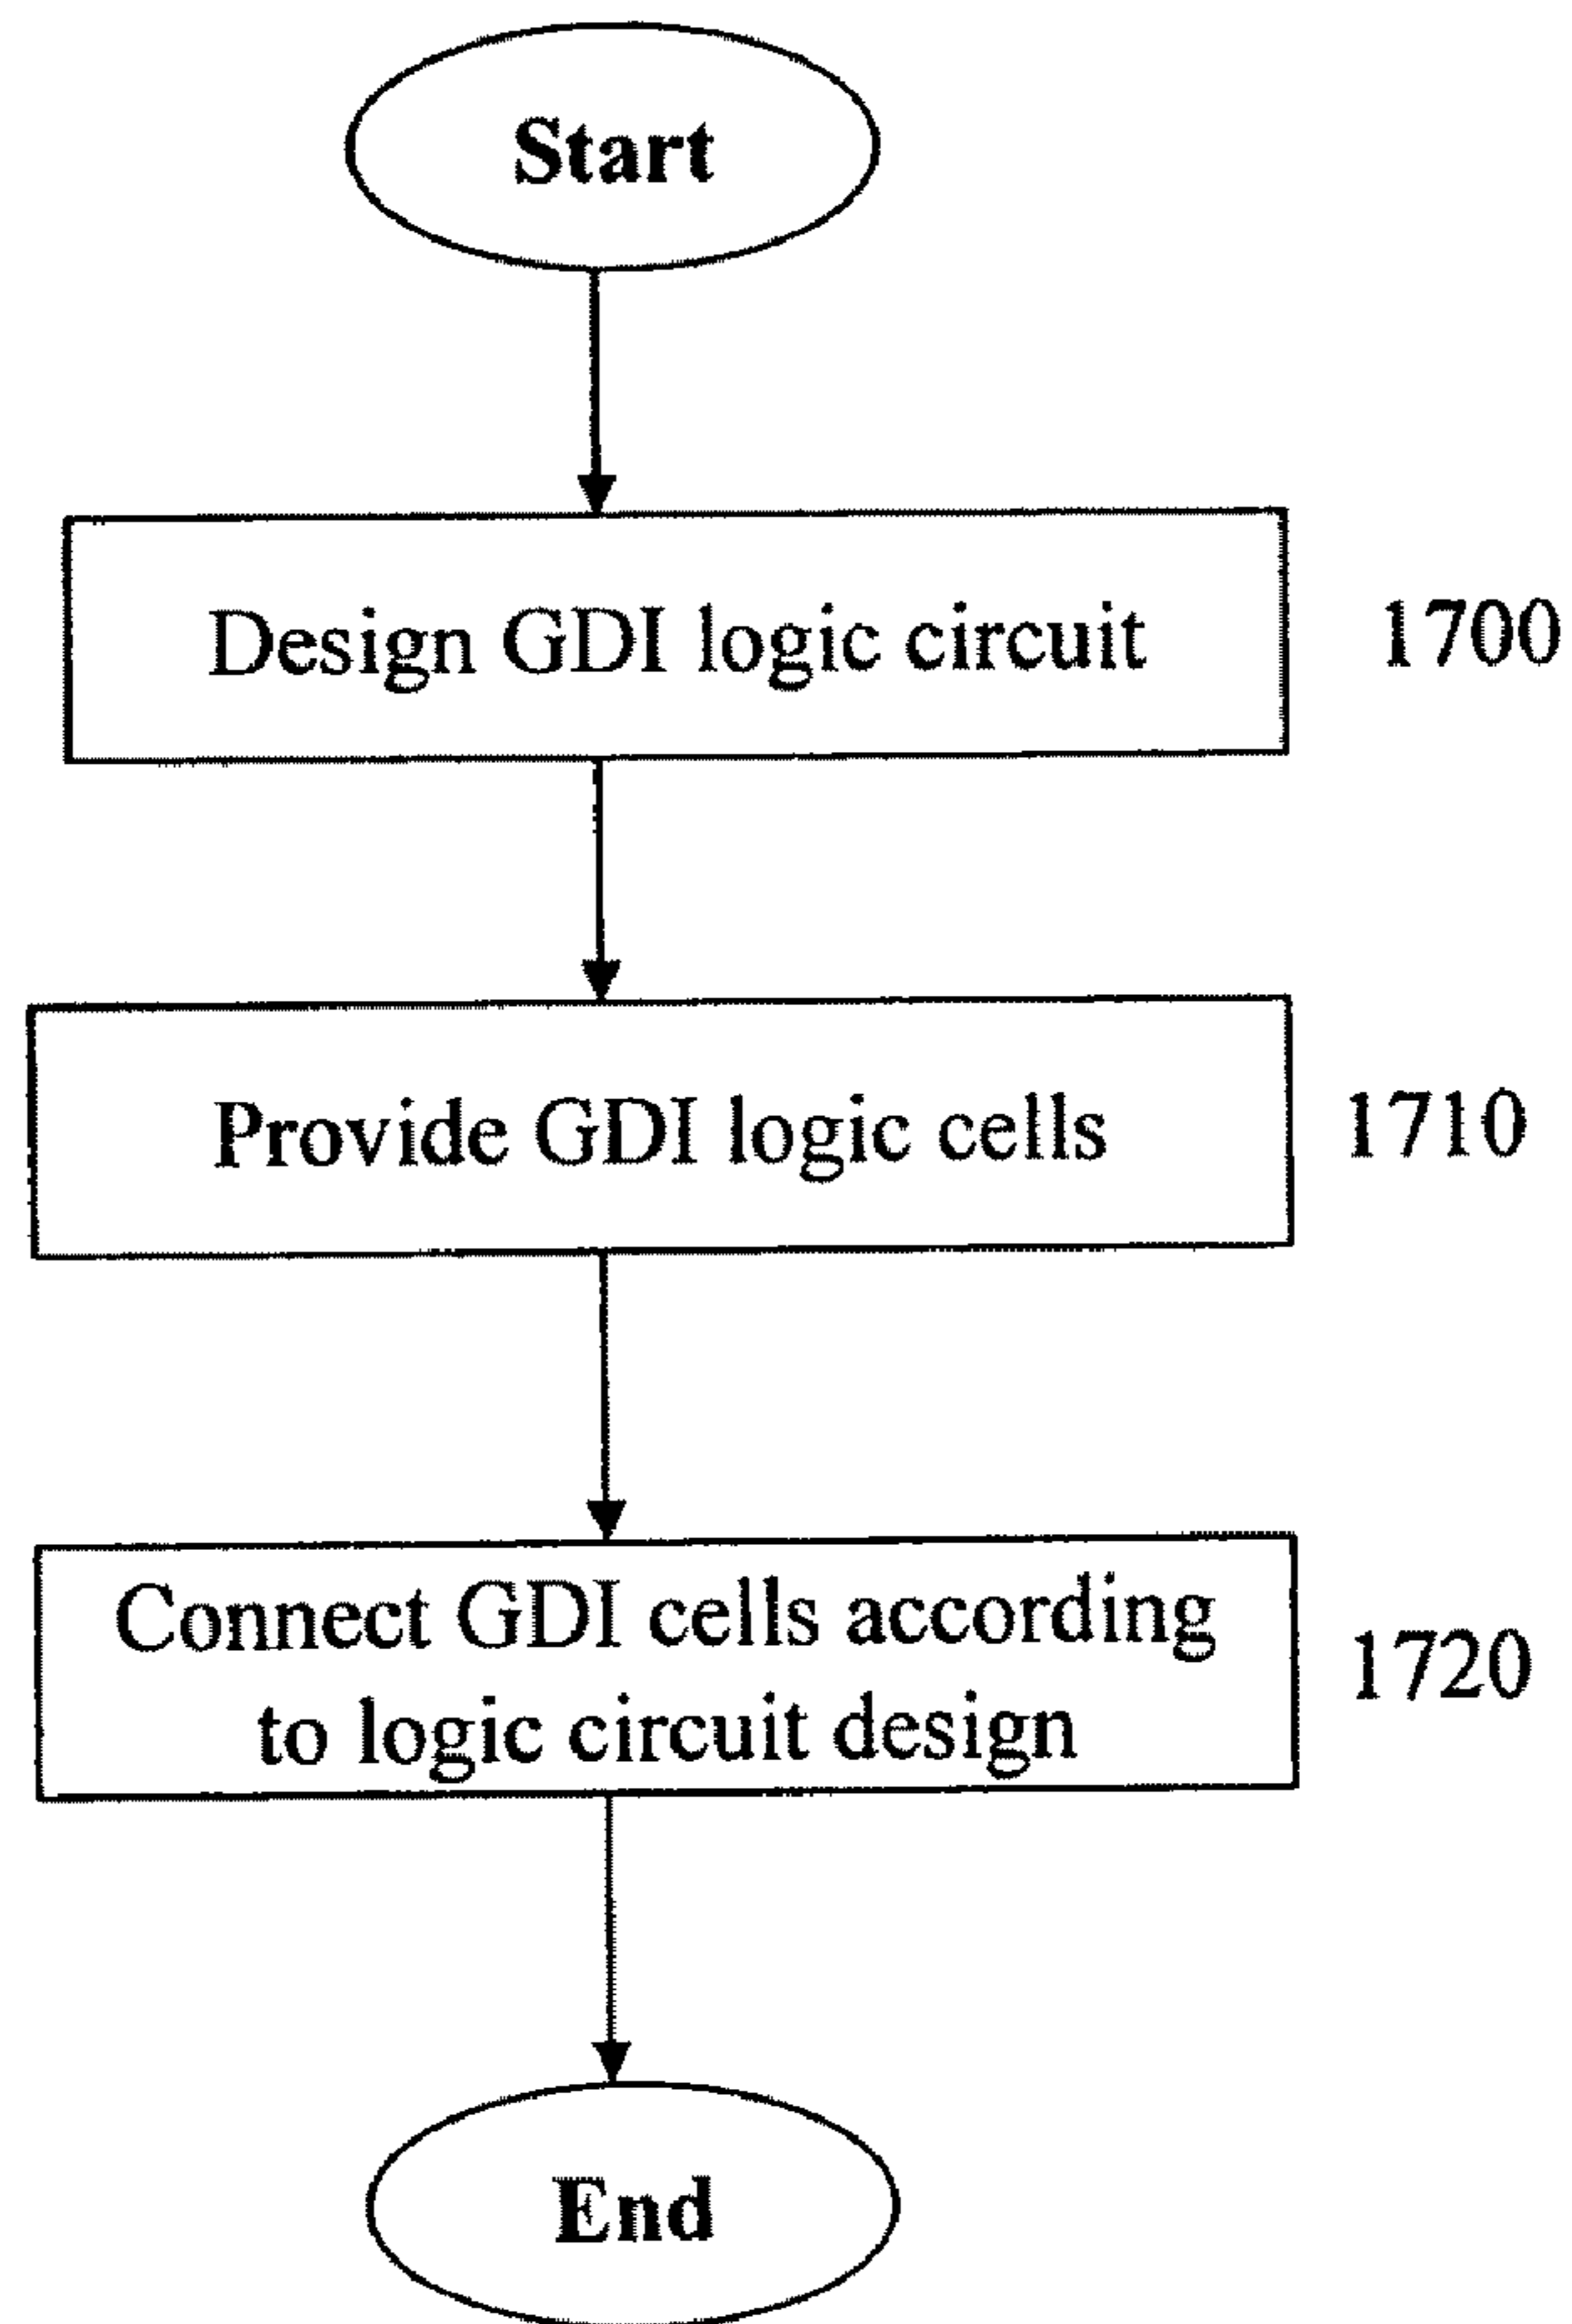 Start
Design GDI logic circuit
1700
Provide GDI logic cells
1710
Connect GDI cells according
to logic circuit design
1720
End